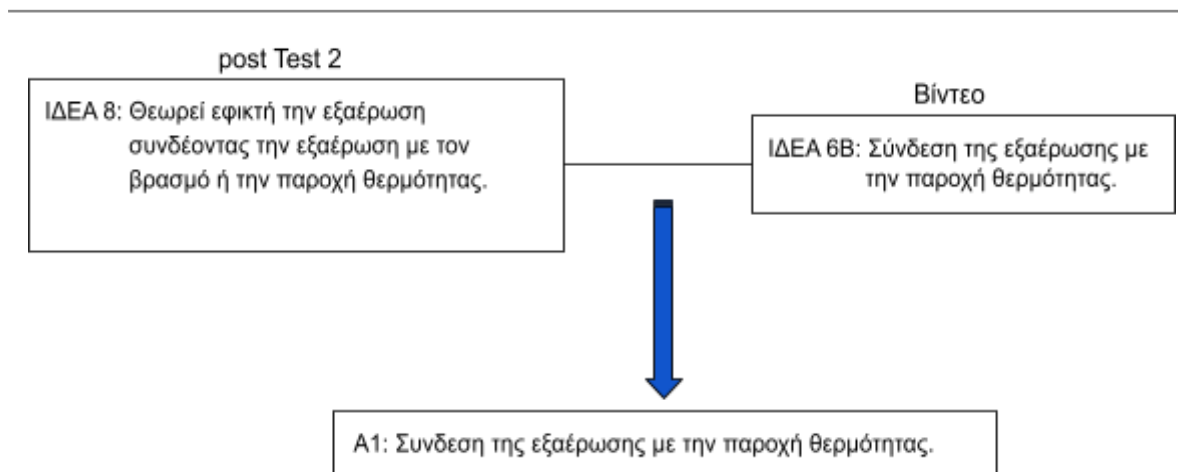 post Test 2
ΙΔΕΑ 8: Θεωρεί εφικτή την εξαέρωση
συνδέοντας την εξαέρωση με τον
βρασμό ή την παροχή θερμότητας.
Βίντεο
ΙΔΕΑ 6Β: Σύνδεση της εξαέρωσης με
την παροχή θερμότητας.
Α1: Συνδεση της εξαέρωσης με την παροχή θερμότητας.